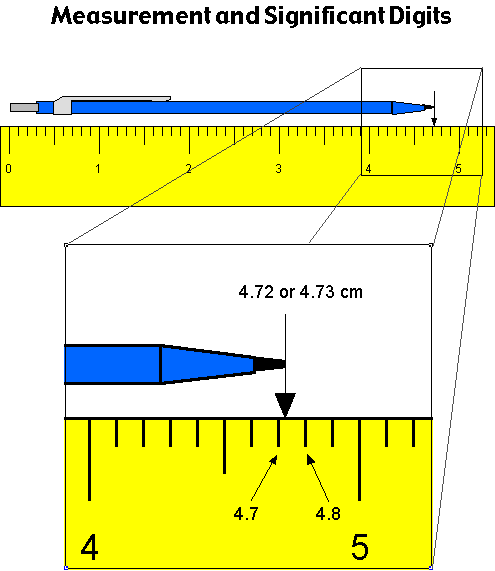 Measurement and Significant Digits
0 1 2 3 4 5
4.72 or 4.73 cm
4.7 4.8
4 5